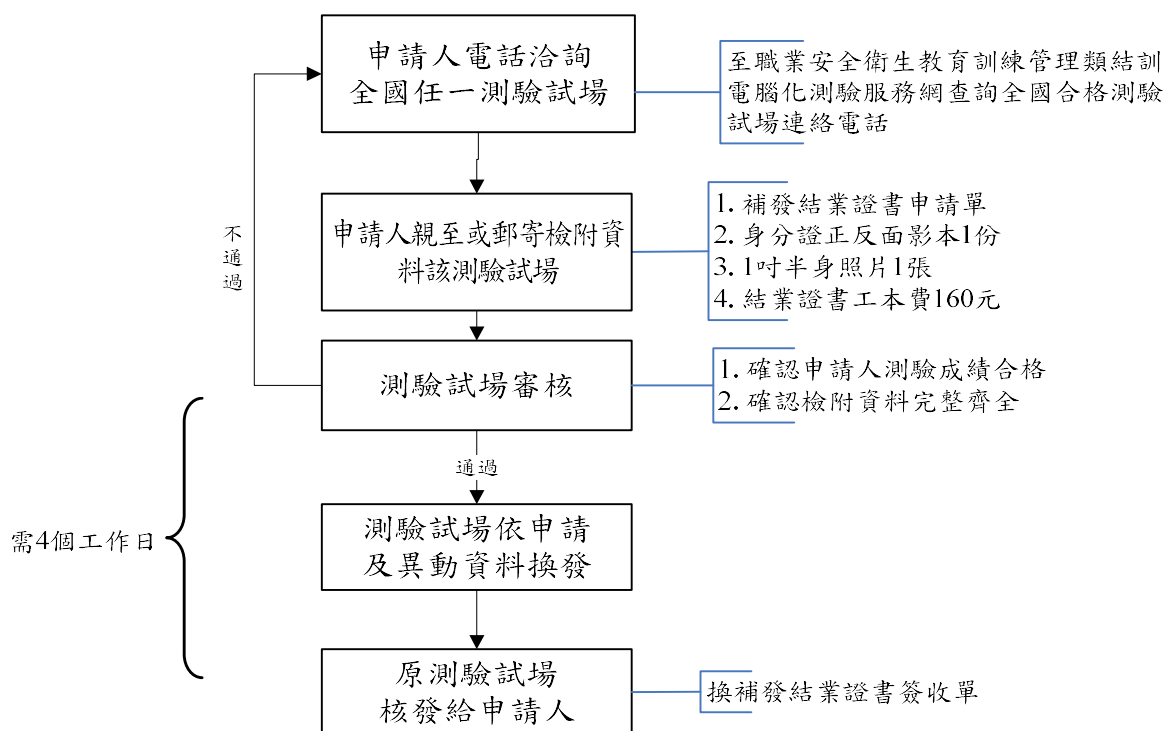 申請人電話洽詢
全國任一測驗試場
至職業安全衛生教育訓練管理類結訓
電腦化測驗服務網查詢全國合格測驗
試場連絡電話
不通過
申請人親至或郵寄檢附資
料該測驗試場
1. 補發結業證書申請單
2. 身分證正反面影本1份
3. 1吋半身照片1張
4. 結業證書工本費160元
測驗試場審核
1. 確認申請人測驗成績合格
2. 確認檢附資料完整齊全
通過
需4個工作日
測驗試場依申請
及異動資料換發
原測驗試場
核發給申請人
換補發結業證書簽收單